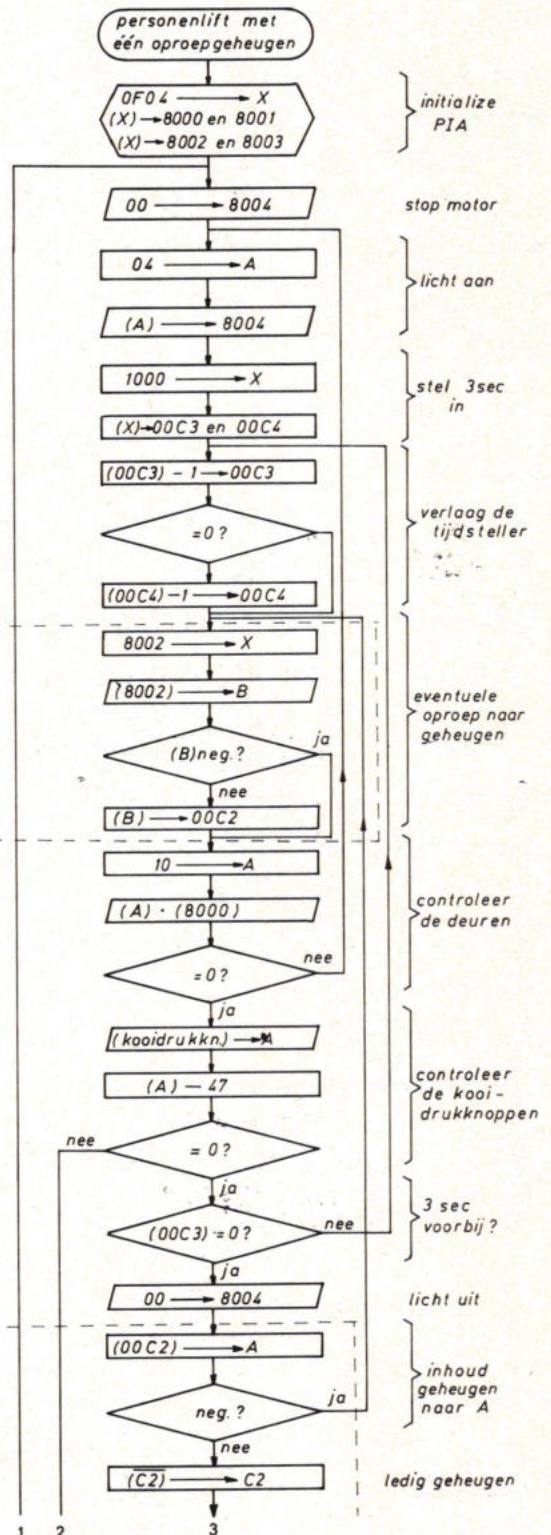 personenlift met
één oproepgeheugen
0F04 → X
(X)→8000 en 8001
(X)→8002 en 8003
initialize
PIA
00 → 8004
stop motor
04 → A
licht aan
(A) → 8004
1000 → X
stel 3sec
in
(X)→00C3 en 00C4
(00C3) - 1 → 00C3
verlaag de
tijdsteller
=0?
(00C4) -1 → 00C4
8002 → X
(8002) → B
eventuele
oproep naar
geheugen
(B) neg.?
ja
nee
(B) → 00C2
10 → A
controleer
de deuren
(A) · (8000)
nee
=0?
ja
(kooidrukkn.) → A
(A) — 47
controleer
de kooi-
drukknoppen
nee
=0?
ja
3 sec
voorbij?
(00C3) =0?
nee
ja
00 → 8004
licht uit
(00C2) → A
inhoud
geheugen
naar A
neg.?
ja
nee
(C̅2̅) → C2
ledig geheugen
1 2 3